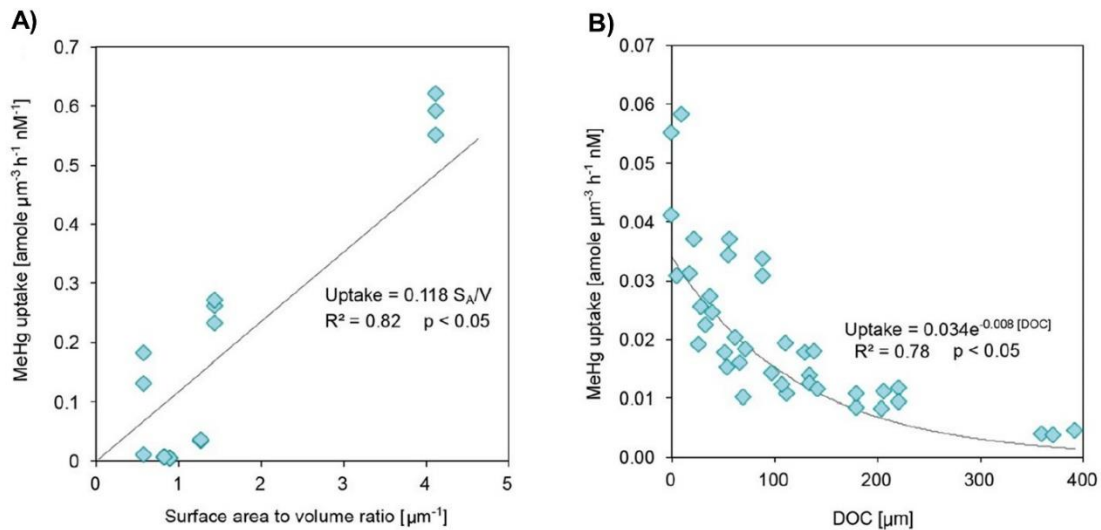 A)
0.7
0.6
0.5
0.4
0.3
0.2
0.1
0
MeHg uptake [amole µm⁻³ h⁻¹ nM⁻¹]
Uptake = 0.118 S_A/V
R² = 0.82 p < 0.05
0 1 2 3 4 5
Surface area to volume ratio [µm⁻¹]
B)
0.07
0.06
0.05
0.04
0.03
0.02
0.01
0.00
MeHg uptake [amole µm⁻³ h⁻¹ nM]
Uptake = 0.034e⁻⁰·⁰⁰⁸ [DOC]
R² = 0.78 p < 0.05
0 100 200 300 400
DOC [µm]